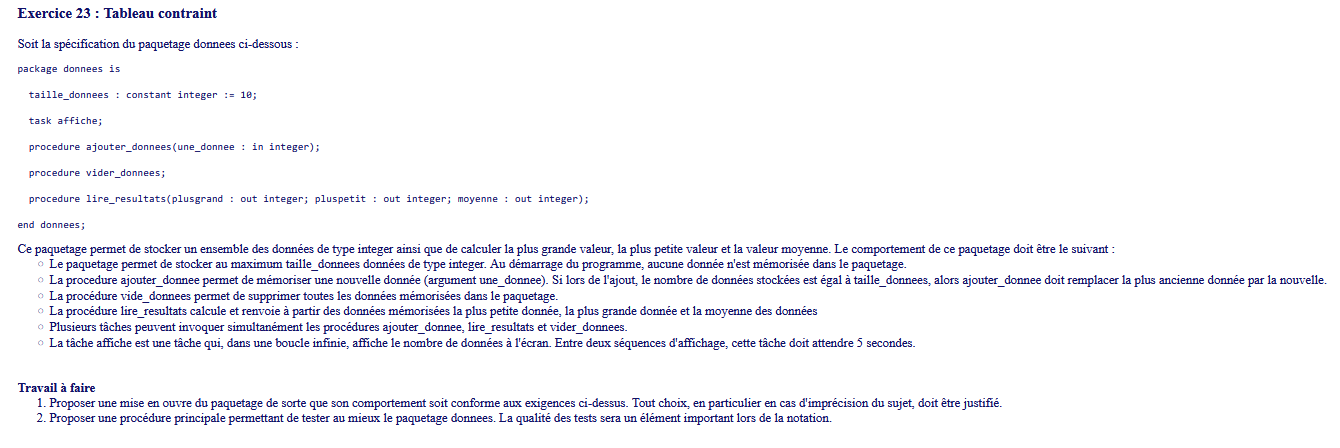 Exercice 23 : Tableau contraint
Soit la spécification du paquetage donnees ci-dessous :
package donnees is
taille_donnees : constant integer := 10;
task affiche;
procedure ajouter_donnees(une_donnee : in integer);
procedure vider_donnees;
procedure lire_resultats(plusgrand : out integer; pluspetit : out integer; moyenne : out integer);
end donnees;
Ce paquetage permet de stocker un ensemble des données de type integer ainsi que de calculer la plus grande valeur, la plus petite valeur et la valeur moyenne. Le comportement de ce paquetage doit être le suivant :
○ Le paquetage permet de stocker au maximum taille_donnees données de type integer. Au démarrage du programme, aucune donnée n'est mémorisée dans le paquetage.
○ La procedure ajouter_donnee permet de mémoriser une nouvelle donnée (argument une_donnee). Si lors de l'ajout, le nombre de données stockées est égal à taille_donnees, alors ajouter_donnee doit remplacer la plus ancienne donnée par la nouvelle.
○ La procédure vide_donnees permet de supprimer toutes les données mémorisées dans le paquetage.
○ La procédure lire_resultats calcule et renvoie à partir des données mémorisées la plus petite donnée, la plus grande donnée et la moyenne des données
○ Plusieurs tâches peuvent invoquer simultanément les procédures ajouter_donnee, lire_resultats et vider_donnees.
○ La tâche affiche est une tâche qui, dans une boucle infinie, affiche le nombre de données à l'écran. Entre deux séquences d'affichage, cette tâche doit attendre 5 secondes.
Travail à faire
1. Proposer une mise en ouvre du paquetage de sorte que son comportement soit conforme aux exigences ci-dessus. Tout choix, en particulier en cas d'imprécision du sujet, doit être justifié.
2. Proposer une procédure principale permettant de tester au mieux le paquetage donnees. La qualité des tests sera un élément important lors de la notation.